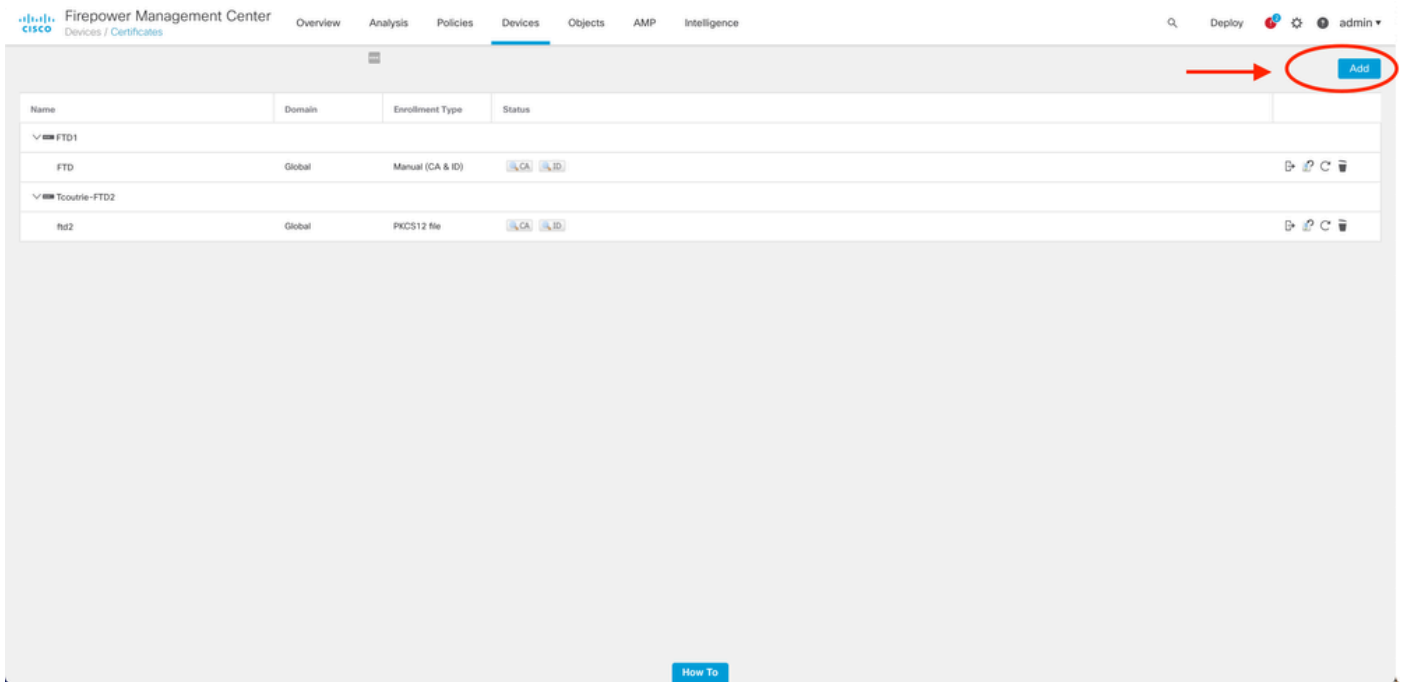 cisco Firepower Management Center Overview Analysis Policies Devices Objects AMP Intelligence Deploy 2 admin
Devices / Certificates
Add
Name Domain Enrollment Type Status
FTD1
FTD Global Manual (CA & ID) CA ID
Tcoutrie-FTD2
ftd2 Global PKCS12 file CA ID
How To